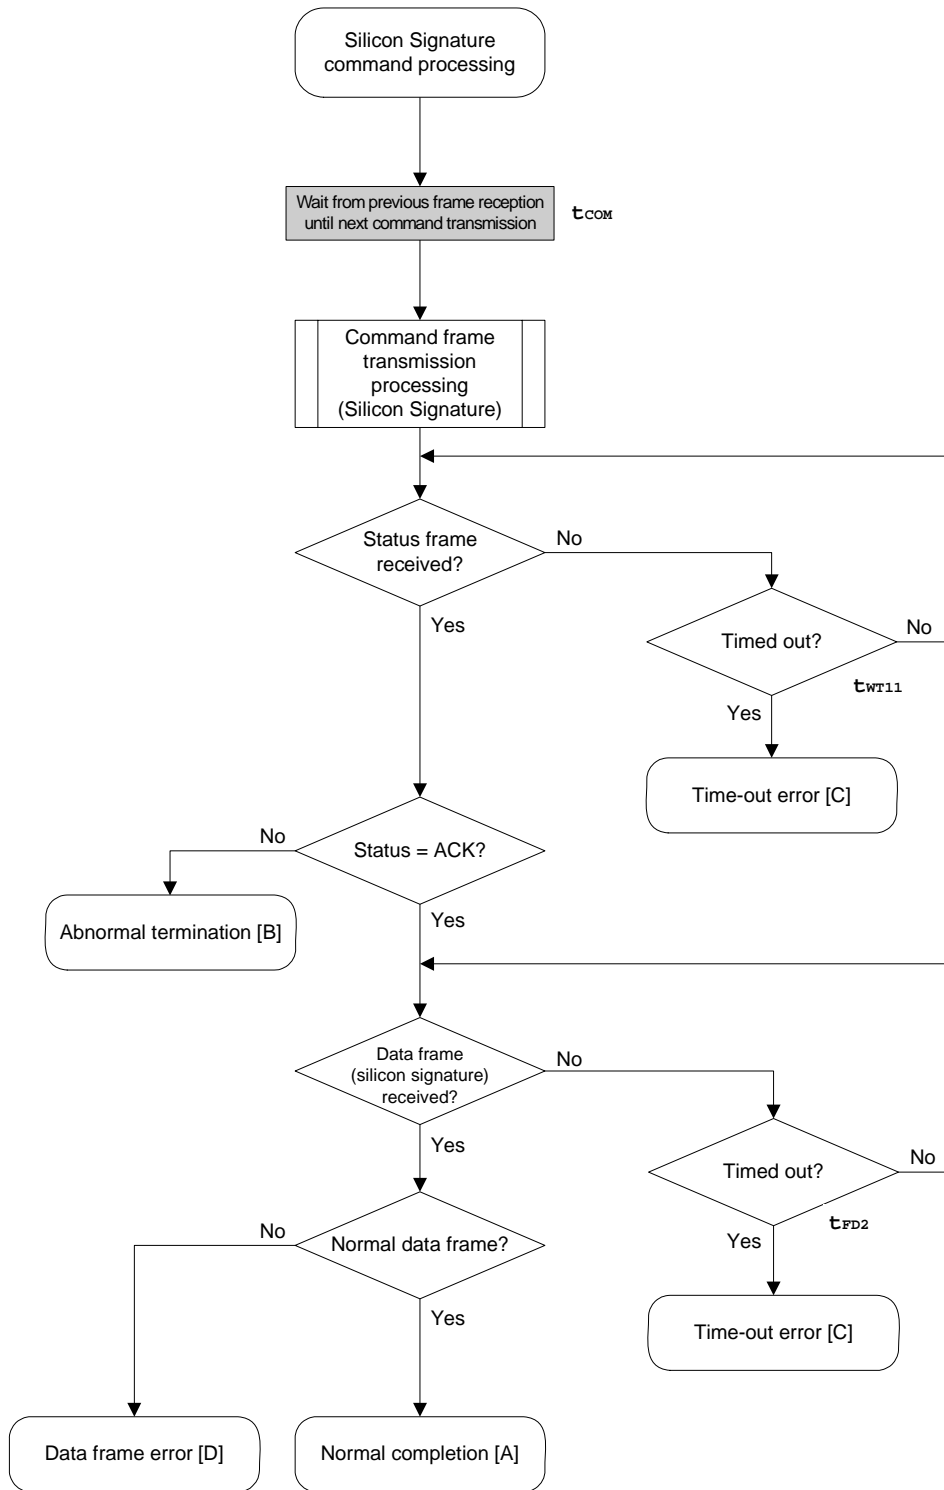 Silicon Signature
command processing
Wait from previous frame reception
until next command transmission
tCOM
Command frame
transmission
processing
(Silicon Signature)
Status frame
received?
No
Yes
Timed out?
No
tWT11
Yes
Time-out error [C]
Status = ACK?
No
Abnormal termination [B]
Yes
Data frame
(silicon signature)
received?
No
Yes
Timed out?
No
tFD2
Yes
Time-out error [C]
Normal data frame?
No
Yes
Data frame error [D]
Normal completion [A]